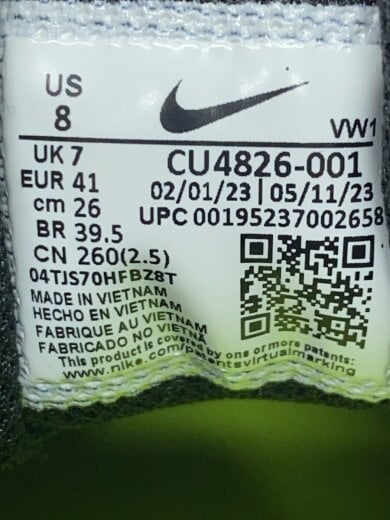 US
8
VW1
UK 7
EUR 41
cm 26
BR 39.5
CN 260(2.5)
CU4826-001
02/01/23 | 05/11/23
UPC 00195237002658
04TJS70HFBZ8T
MADE IN VIETNAM
HECHO EN VIETNAM
FABRIQUE AU VIETNAM
FABRICADO NO VIETNÃ
This product is covered by one or more patents:
www.nike.com/patentsvirtualmarking